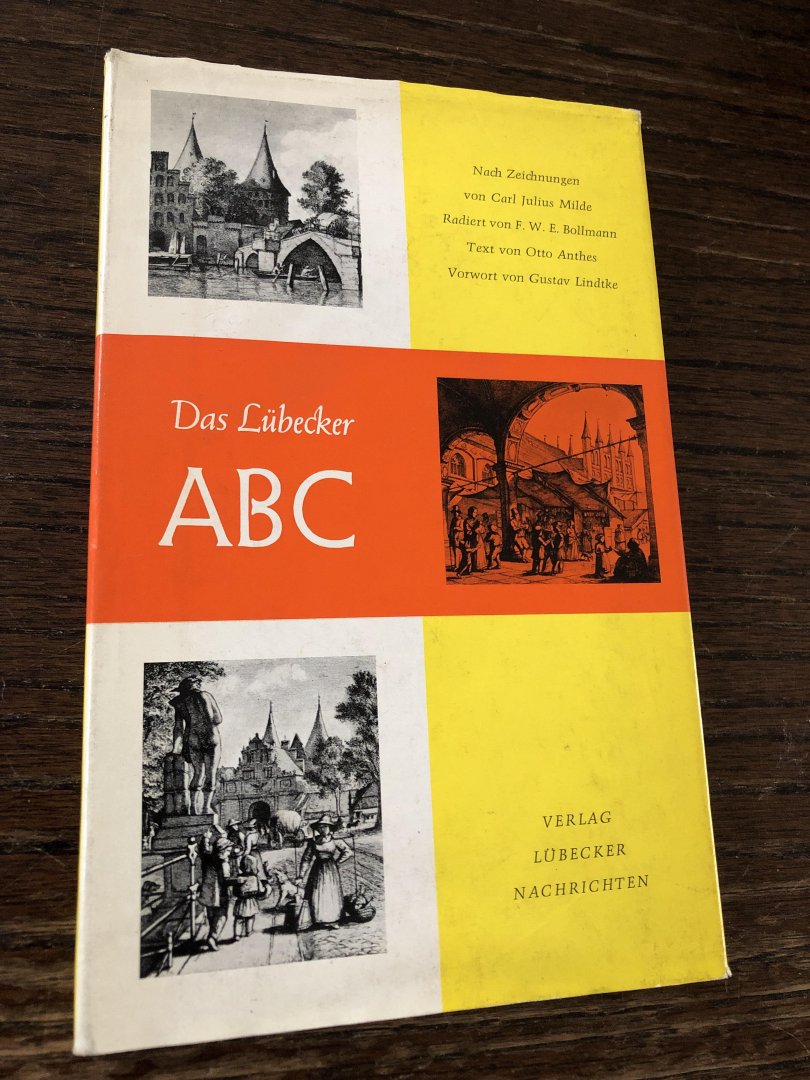 Nach Zeichnungen
von Carl Julius Milde
Radiert von F. W. E. Bollmann
Text von Otto Anthes
Vorwort von Gustav Lindtke
Das Lübecker
ABC
VERLAG
LÜBECKER
NACHRICHTEN